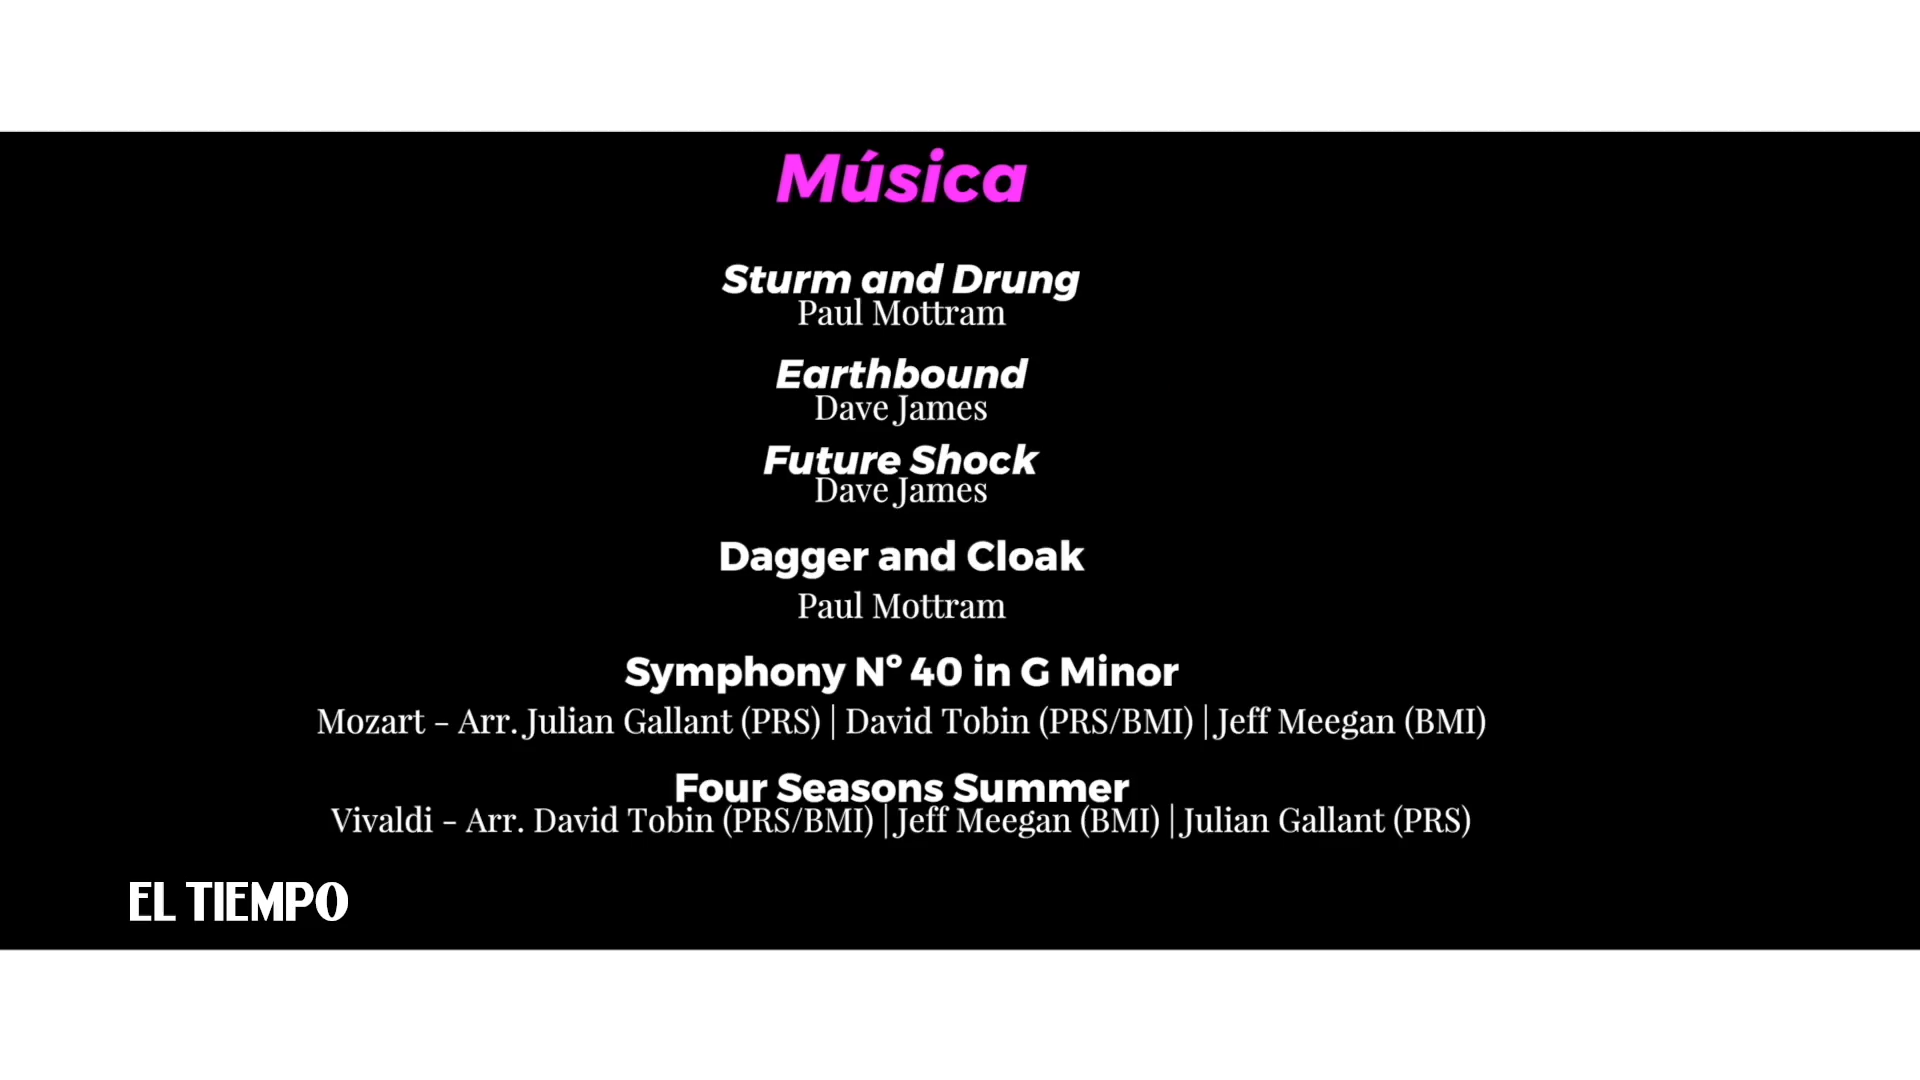 Música
Sturm and Drung
Paul Mottram
Earthbound
Dave James
Future Shock
Dave James
Dagger and Cloak
Paul Mottram
Symphony Nº 40 in G Minor
Mozart - Arr. Julian Gallant (PRS) | David Tobin (PRS/BMI) | Jeff Meegan (BMI)
Four Seasons Summer
Vivaldi - Arr. David Tobin (PRS/BMI) | Jeff Meegan (BMI) | Julian Gallant (PRS)
EL TIEMPO